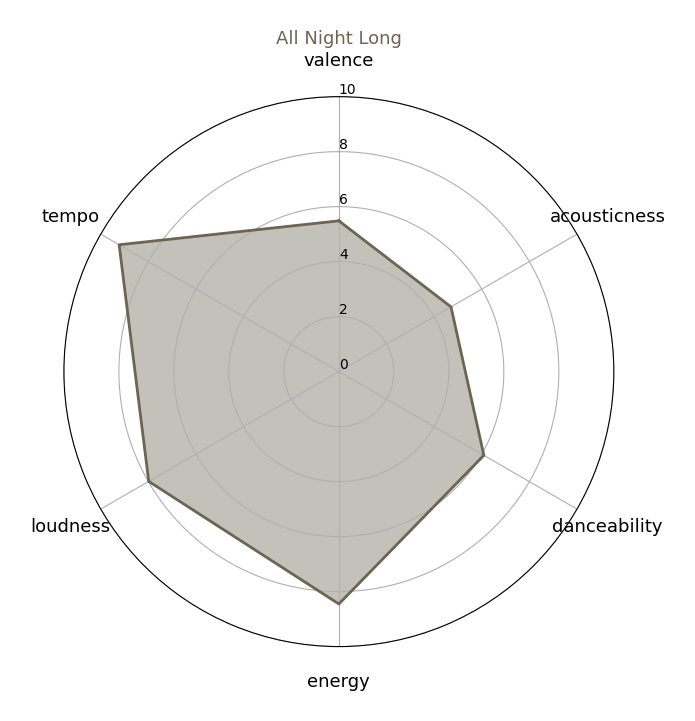 All Night Long
valence
10
8
6
4
2
0
tempo
acousticness
loudness
danceability
energy